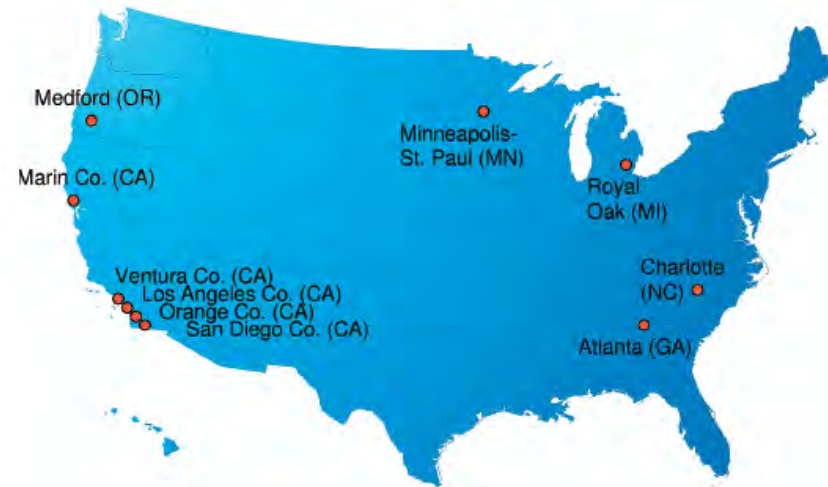 Medford (OR)
Minneapolis-
St. Paul (MN)
Marin Co. (CA)
Royal
Oak (MI)
Ventura Co. (CA)
Los Angeles Co. (CA)
Orange Co. (CA)
San Diego Co. (CA)
Charlotte
(NC)
Atlanta (GA)